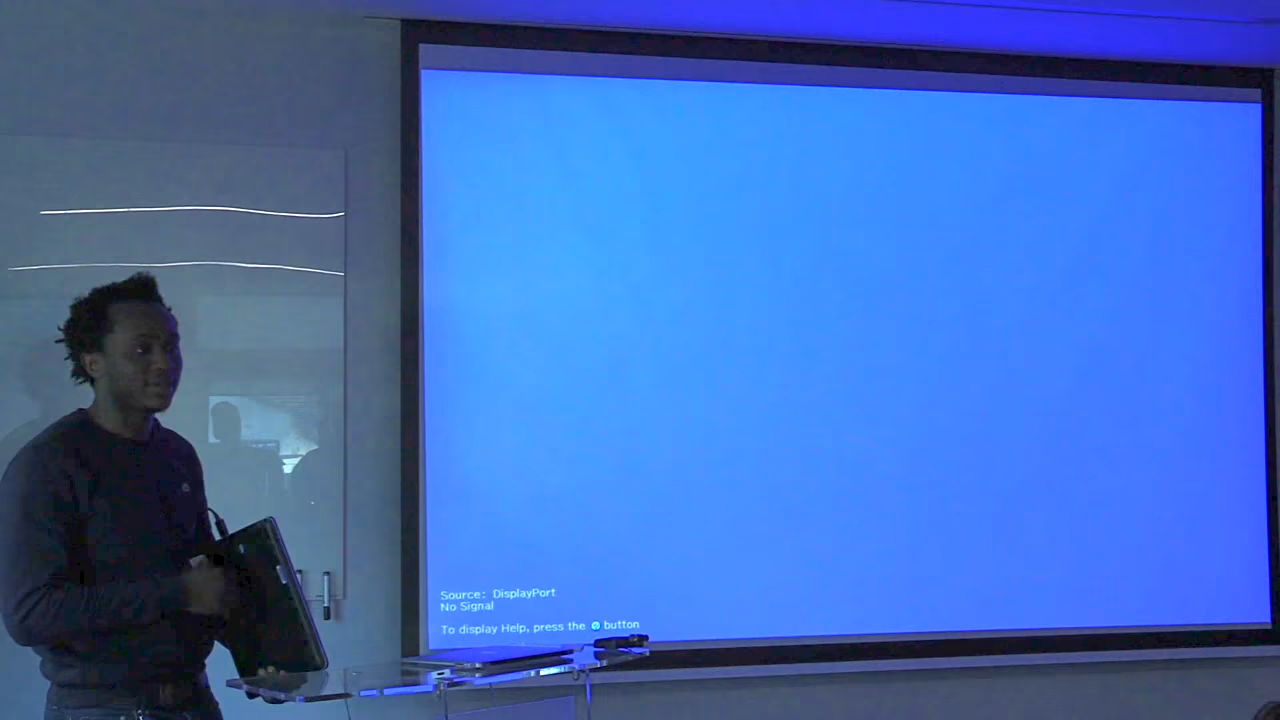 Source: DisplayPort
No Signal
To display Help, press the button